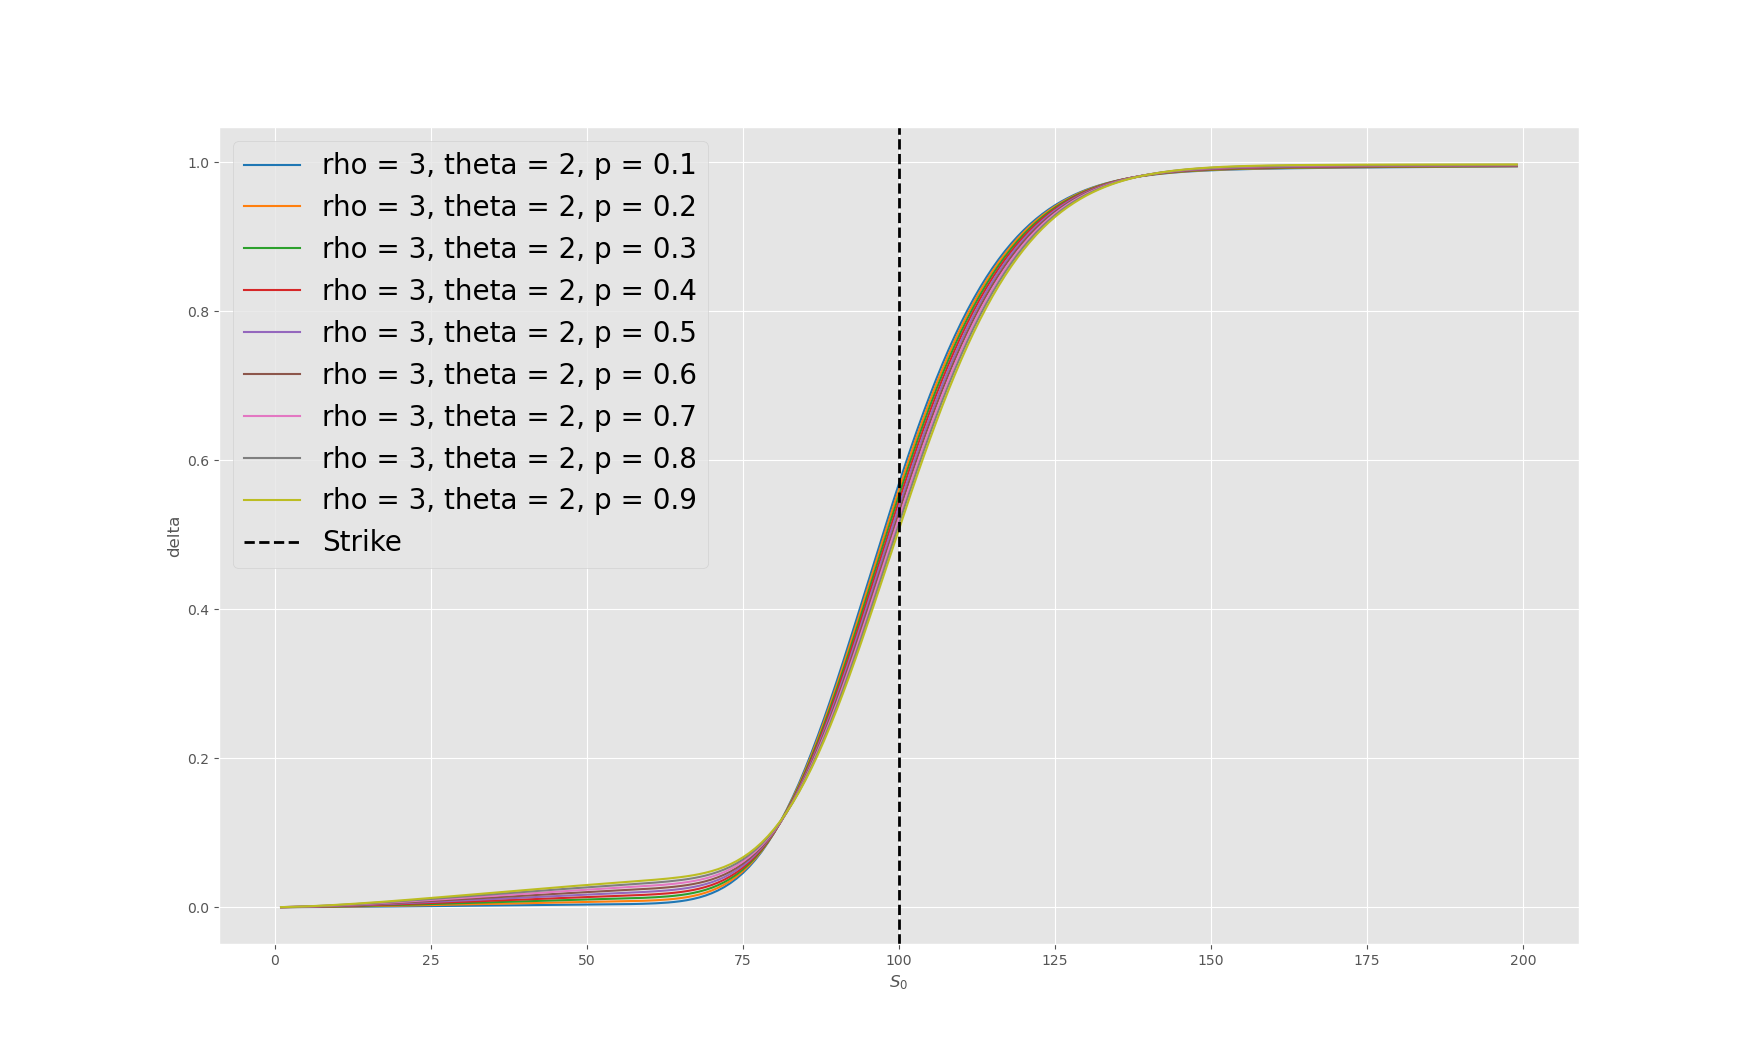 rho = 3, theta = 2, p = 0.1
rho = 3, theta = 2, p = 0.2
rho = 3, theta = 2, p = 0.3
rho = 3, theta = 2, p = 0.4
rho = 3, theta = 2, p = 0.5
rho = 3, theta = 2, p = 0.6
rho = 3, theta = 2, p = 0.7
rho = 3, theta = 2, p = 0.8
rho = 3, theta = 2, p = 0.9
Strike
delta
1.0
0.8
0.6
0.4
0.2
0.0
0 25 50 75 100 125 150 175 200
S_0